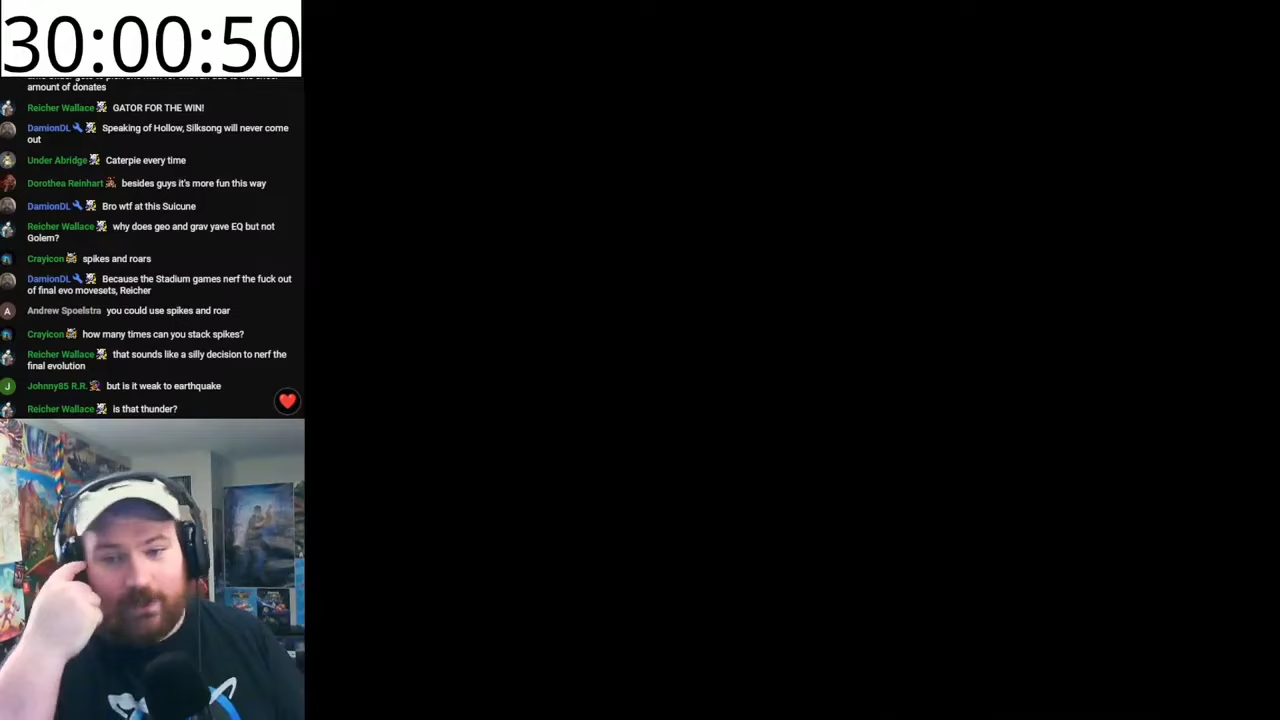 30:00:50
amount of donates
Reicher Wallace GATOR FOR THE WIN!
DamionDL Speaking of Hollow, Silksong will never come
out
Under Abridge Caterpie every time
Dorothea Reinhart besides guys it's more fun this way
DamionDL Bro wtf at this Suicune
Reicher Wallace why does geo and grav yave EQ but not
Golem?
Crayicon spikes and roars
DamionDL Because the Stadium games nerf the fuck out
of final evo movesets, Reicher
A Andrew Spoelstra you could use spikes and roar
Crayicon how many times can you stack spikes?
Reicher Wallace that sounds like a silly decision to nerf the
final evolution
J Johnny85 R.R. but is it weak to earthquake
Reicher Wallace is that thunder?